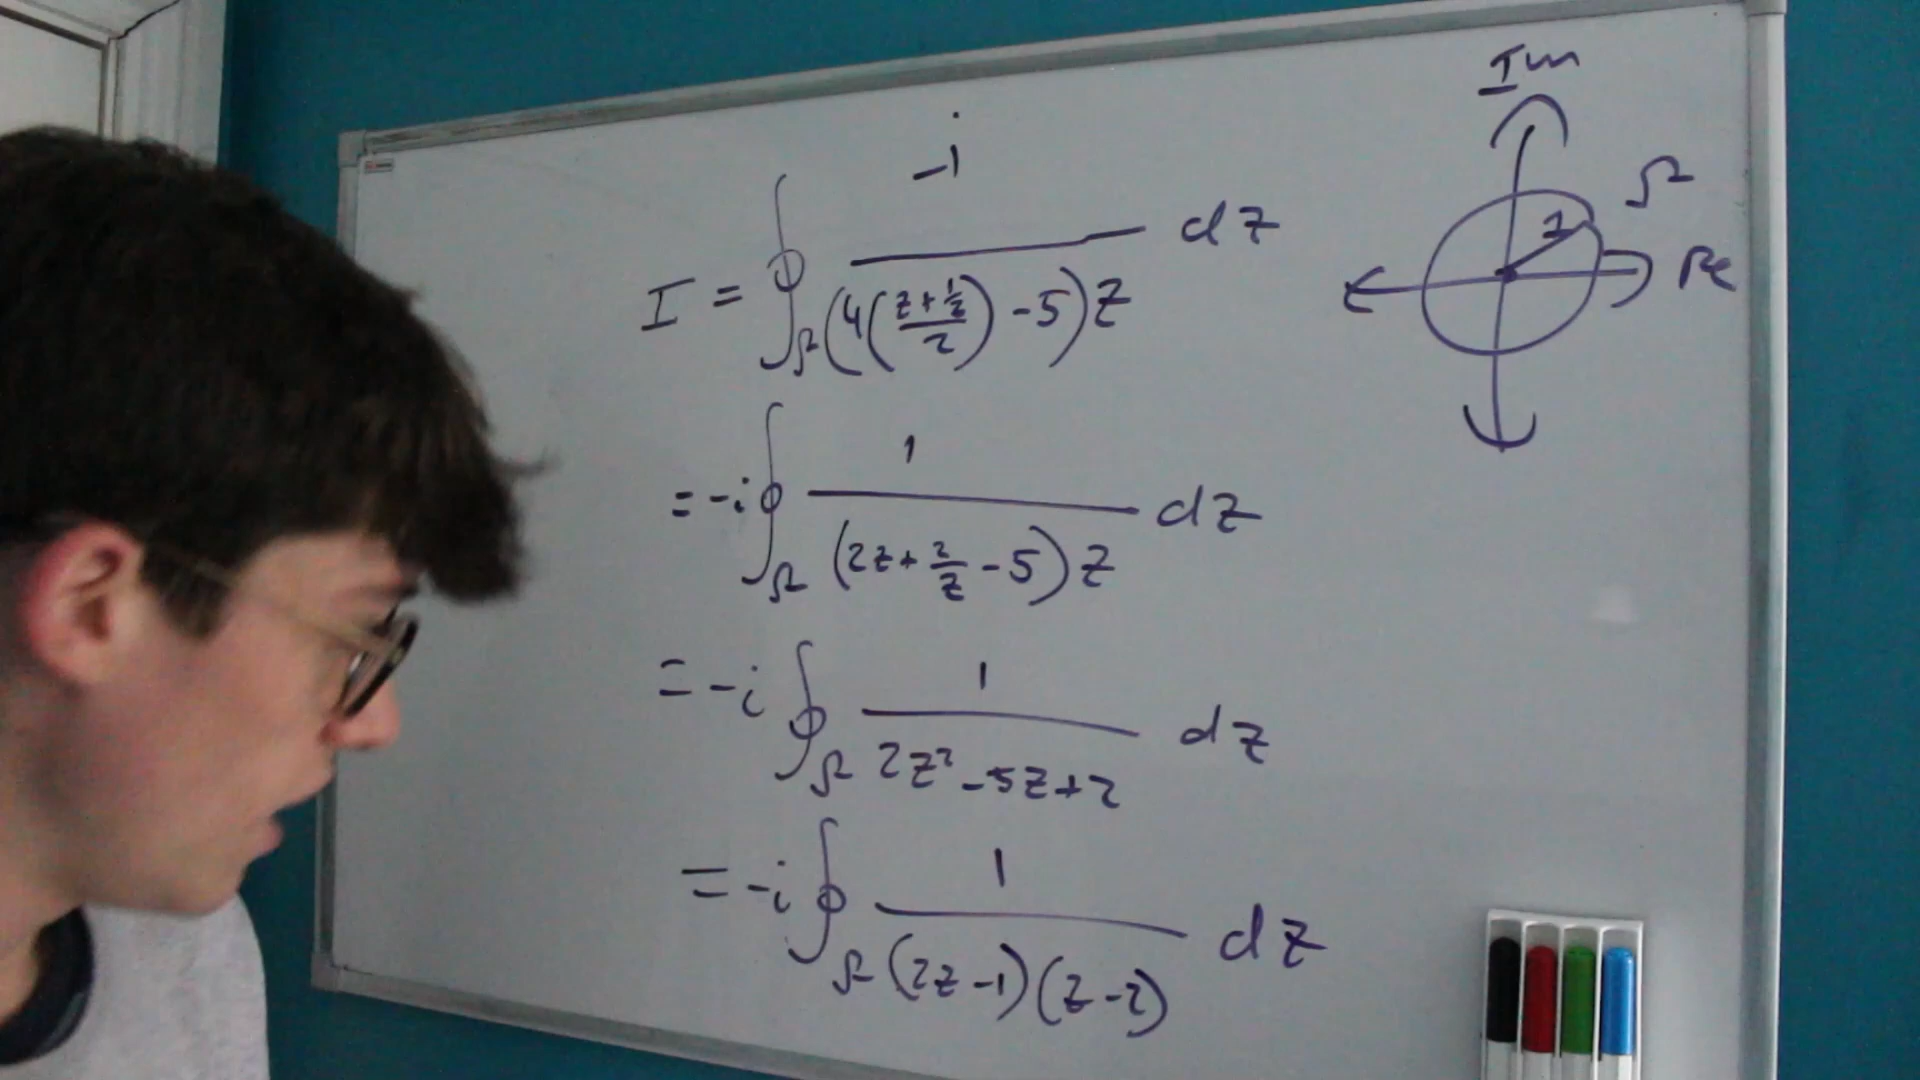 I = ∮_Ω -i / ((4((z + 1/z)/2) - 5)z) dz
= -i ∮_Ω 1 / ((2z + 2/z - 5)z) dz
= -i ∮_Ω 1 / (2z² - 5z + 2) dz
= -i ∮_Ω 1 / ((2z - 1)(z - 2)) dz
Im
Ω
1
Re